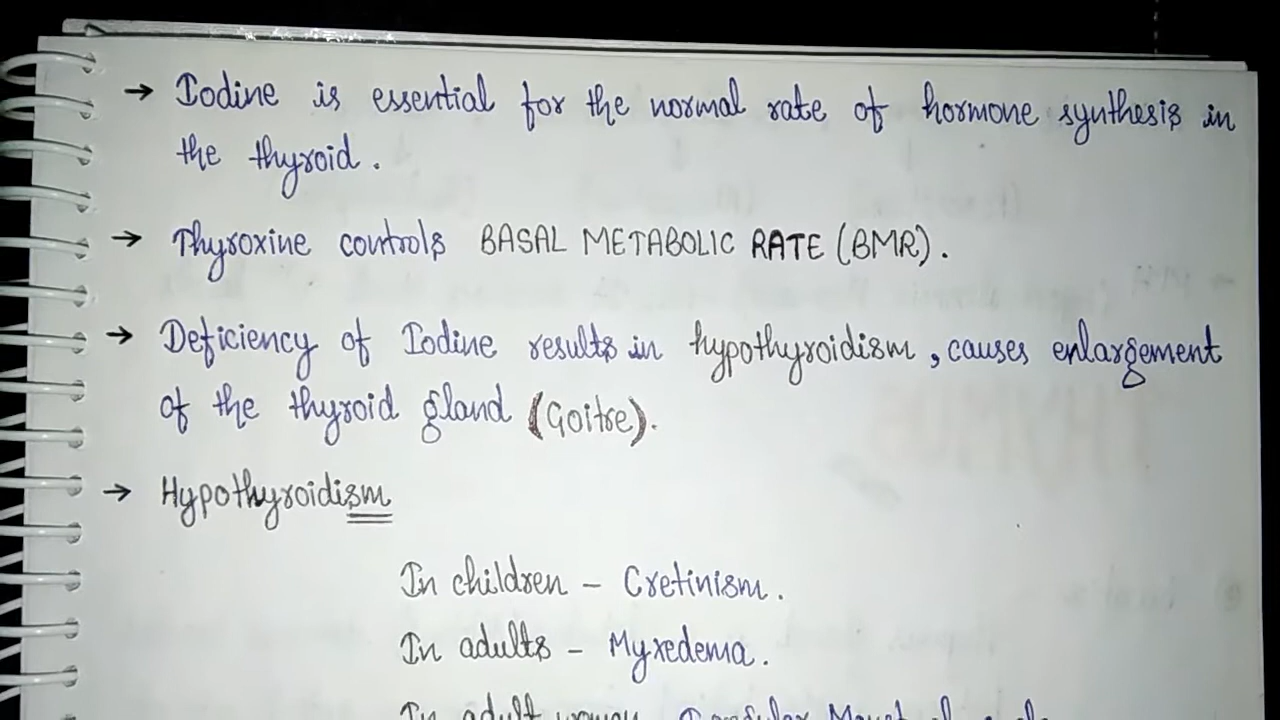 → Iodine is essential for the normal rate of hormone synthesis in
the thyroid.
→ Thyroxine controls BASAL METABOLIC RATE (BMR).
→ Deficiency of Iodine results in hypothyroidism, causes enlargement
of the thyroid gland (Goitre).
→ Hypothyroidism
In children - Cretinism.
In adults - Myxedema.
In adult